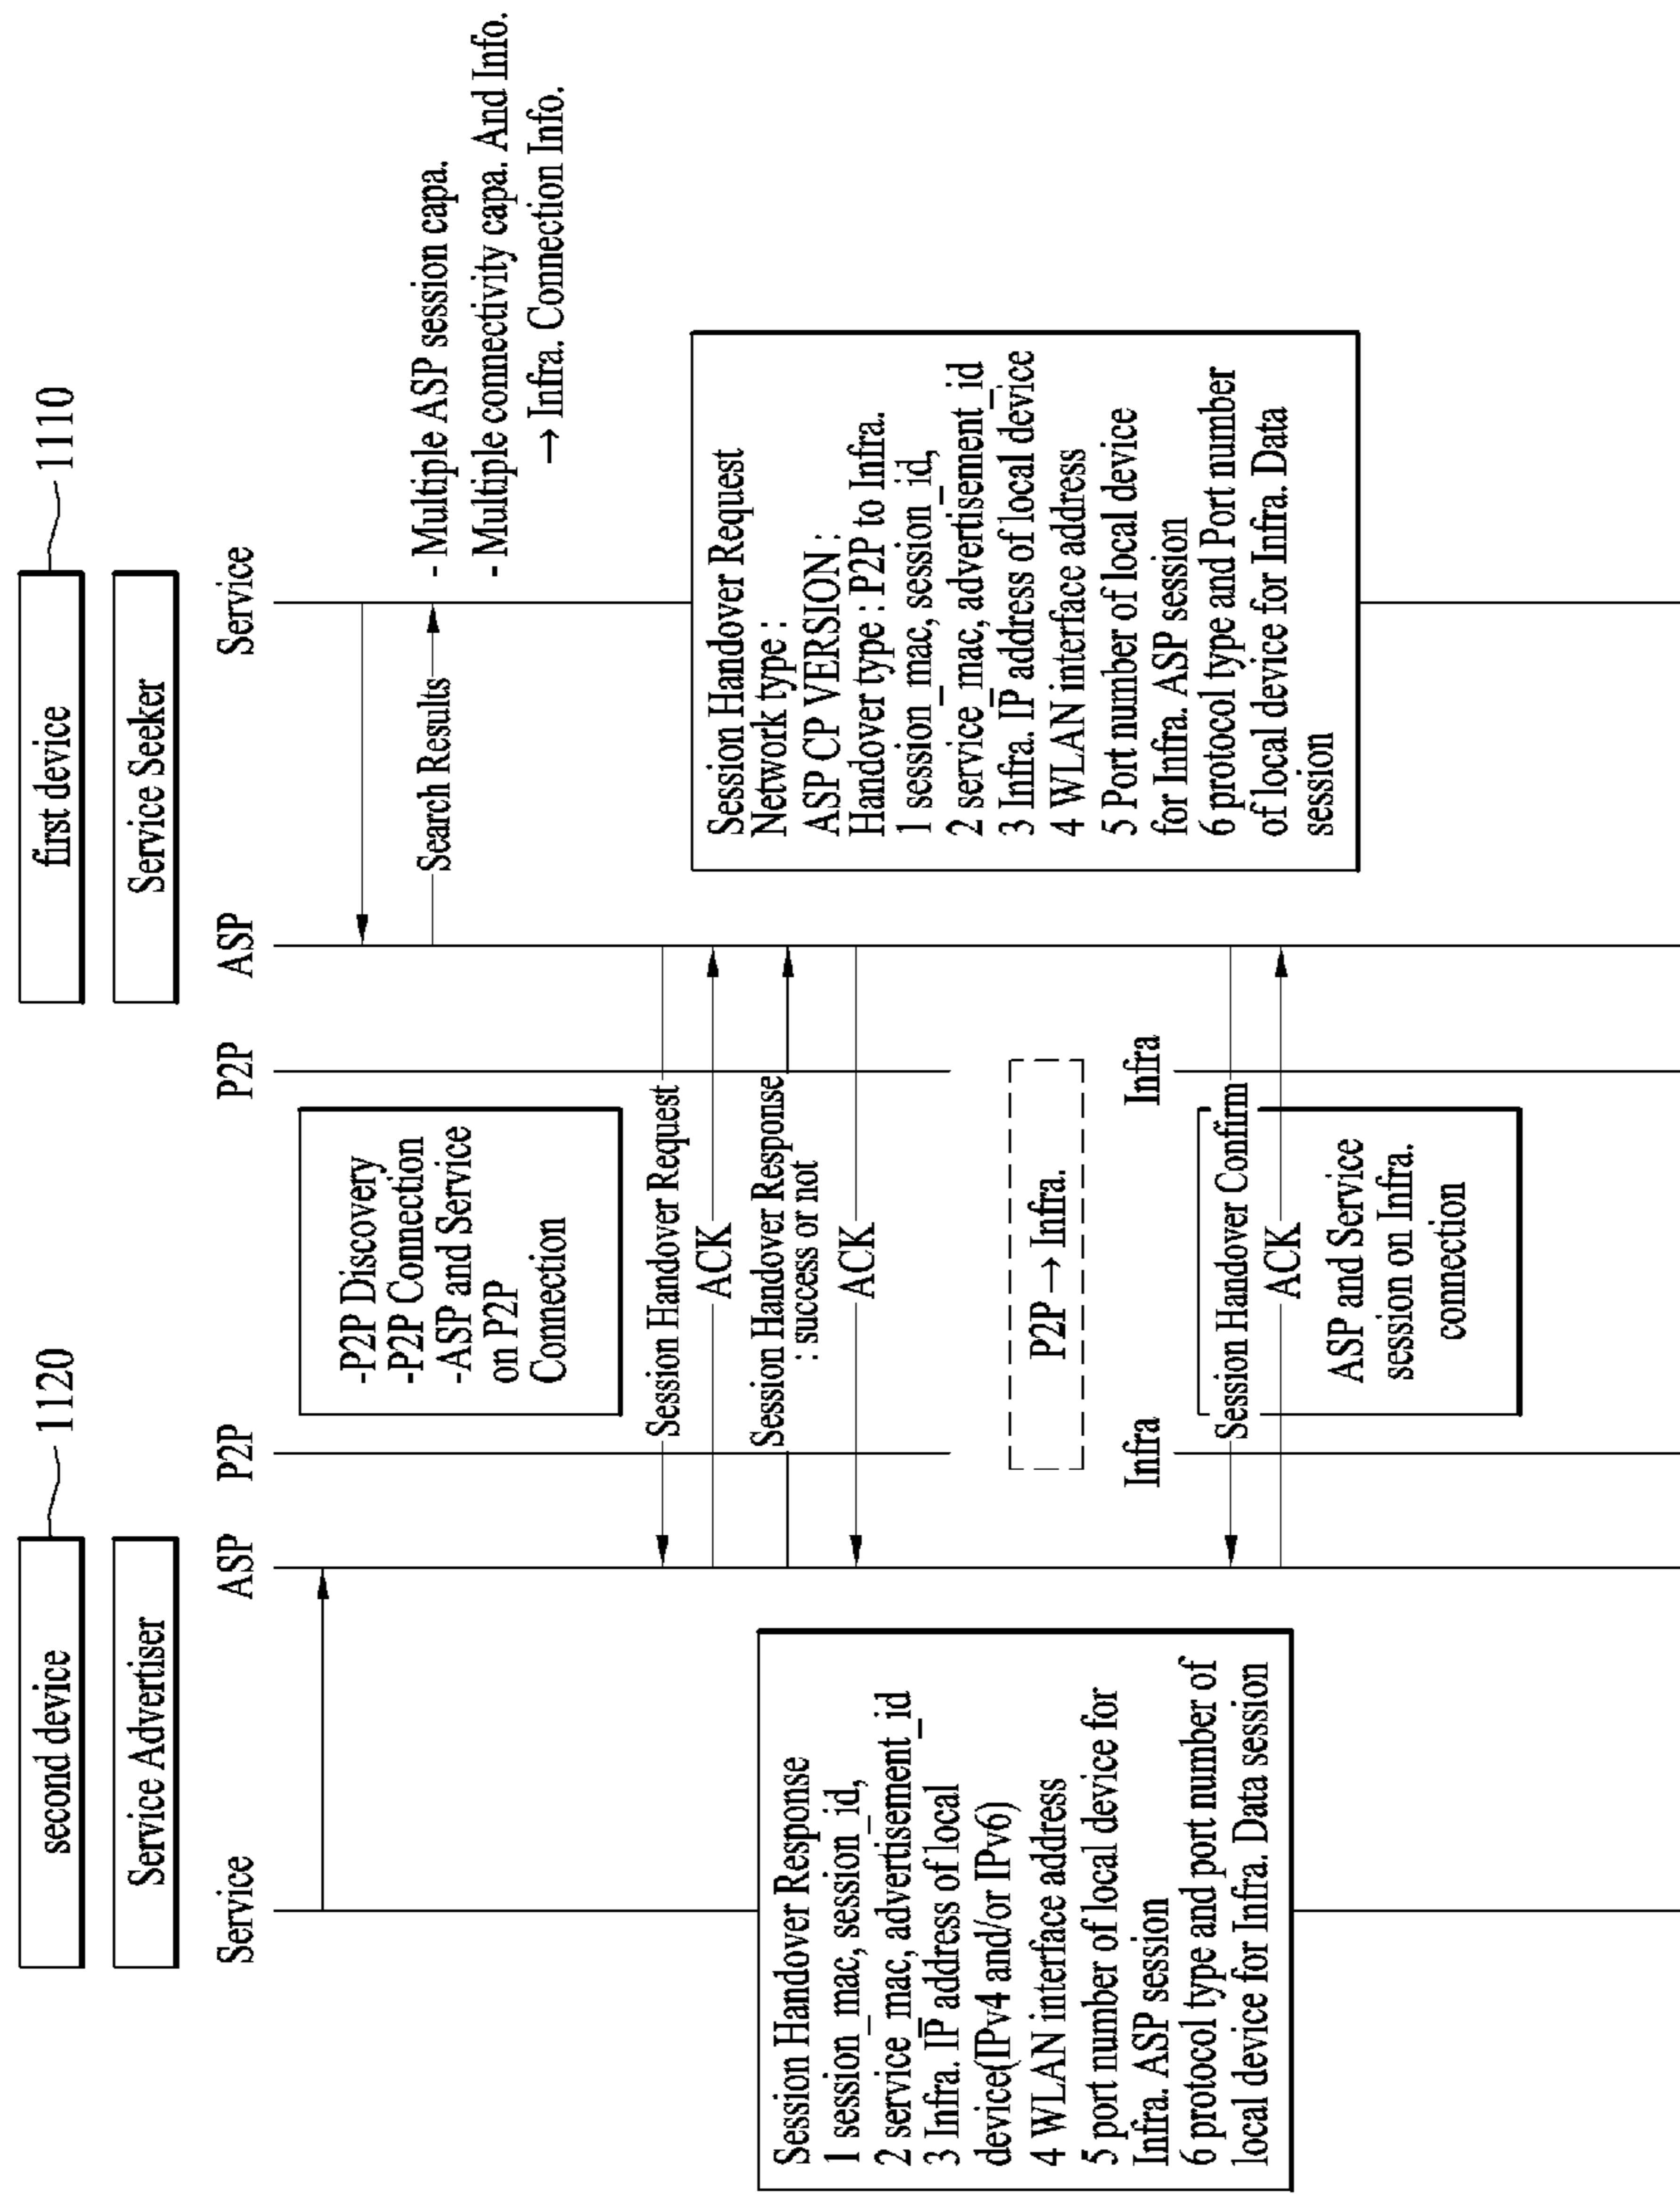 second device
1120
Service Advertiser
first device
1110
Service Seeker
Service
ASP
P2P
P2P
ASP
Service
-P2P Discovery
-P2P Connection
-ASP and Service
on P2P
Connection
Search Results
- Multiple ASP session capa.
- Multiple connectivity capa. And Info.
→ Infra. Connection Info.
Session Handover Request
ACK
Session Handover Response
: success or not
ACK
Session Handover Response
1 session_mac, session_id,
2 service_mac, advertisement_id
3 Infra. IP address of local
device(IPv4 and/or IPv6)
4 WLAN interface address
5 port number of local device for
Infra. ASP session
6 protocol type and port number of
local device for Infra. Data session
Session Handover Request
Network type :
ASP CP VERSION :
Handover type : P2P to Infra.
1 session_mac, session_id,
2 service_mac, advertisement_id
3 Infra. IP address of local device
4 WLAN interface address
5 Port number of local device
for Infra. ASP session
6 protocol type and Port number
of local device for Infra. Data
session
P2P → Infra.
Infra
Infra
Session Handover Confirm
ACK
ASP and Service
session on Infra.
connection